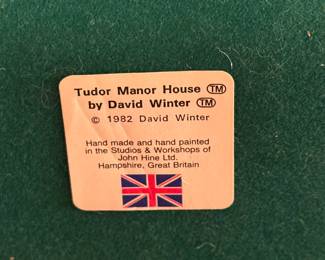 Tudor Manor House TM
by David Winter TM
© 1982 David Winter
Hand made and hand painted
in the Studios & Workshops of
John Hine Ltd.
Hampshire, Great Britain